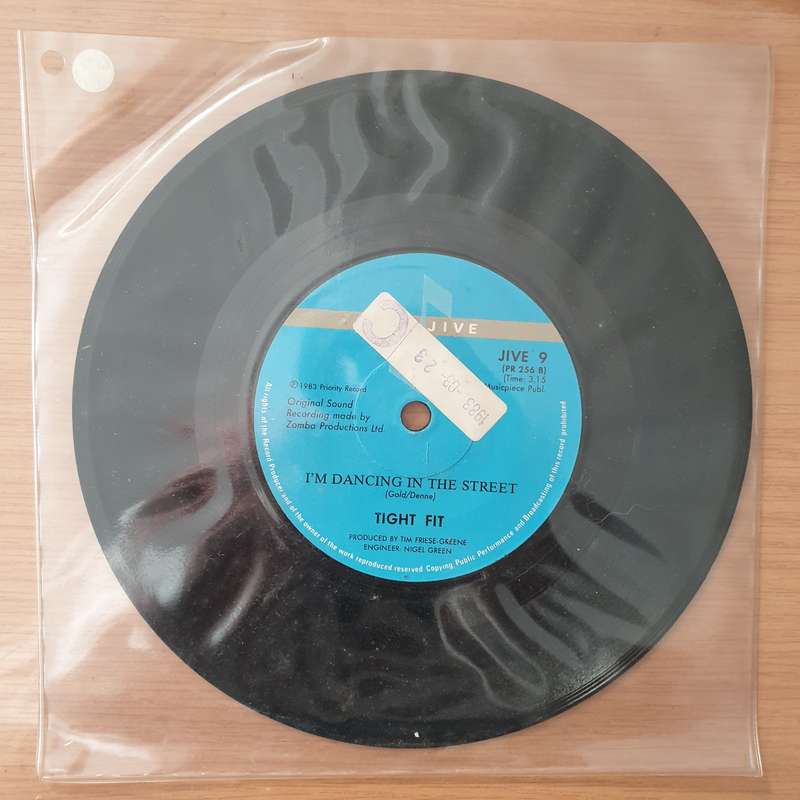 JIVE
JIVE 9
(PR 256 B)
(Time: 3.15
Musicpiece Publ.
℗ 1983 Priority Record
Original Sound
Recording made by
Zomba Productions Ltd.
1983 -03- 23
I'M DANCING IN THE STREET
(Gold/Denne)
TIGHT FIT
PRODUCED BY TIM FRIESE-GREENE
ENGINEER: NIGEL GREEN
All rights of the Record Producer and of the owner of the work reproduced reserved Copying, Public Performance and Broadcasting of this record prohibited